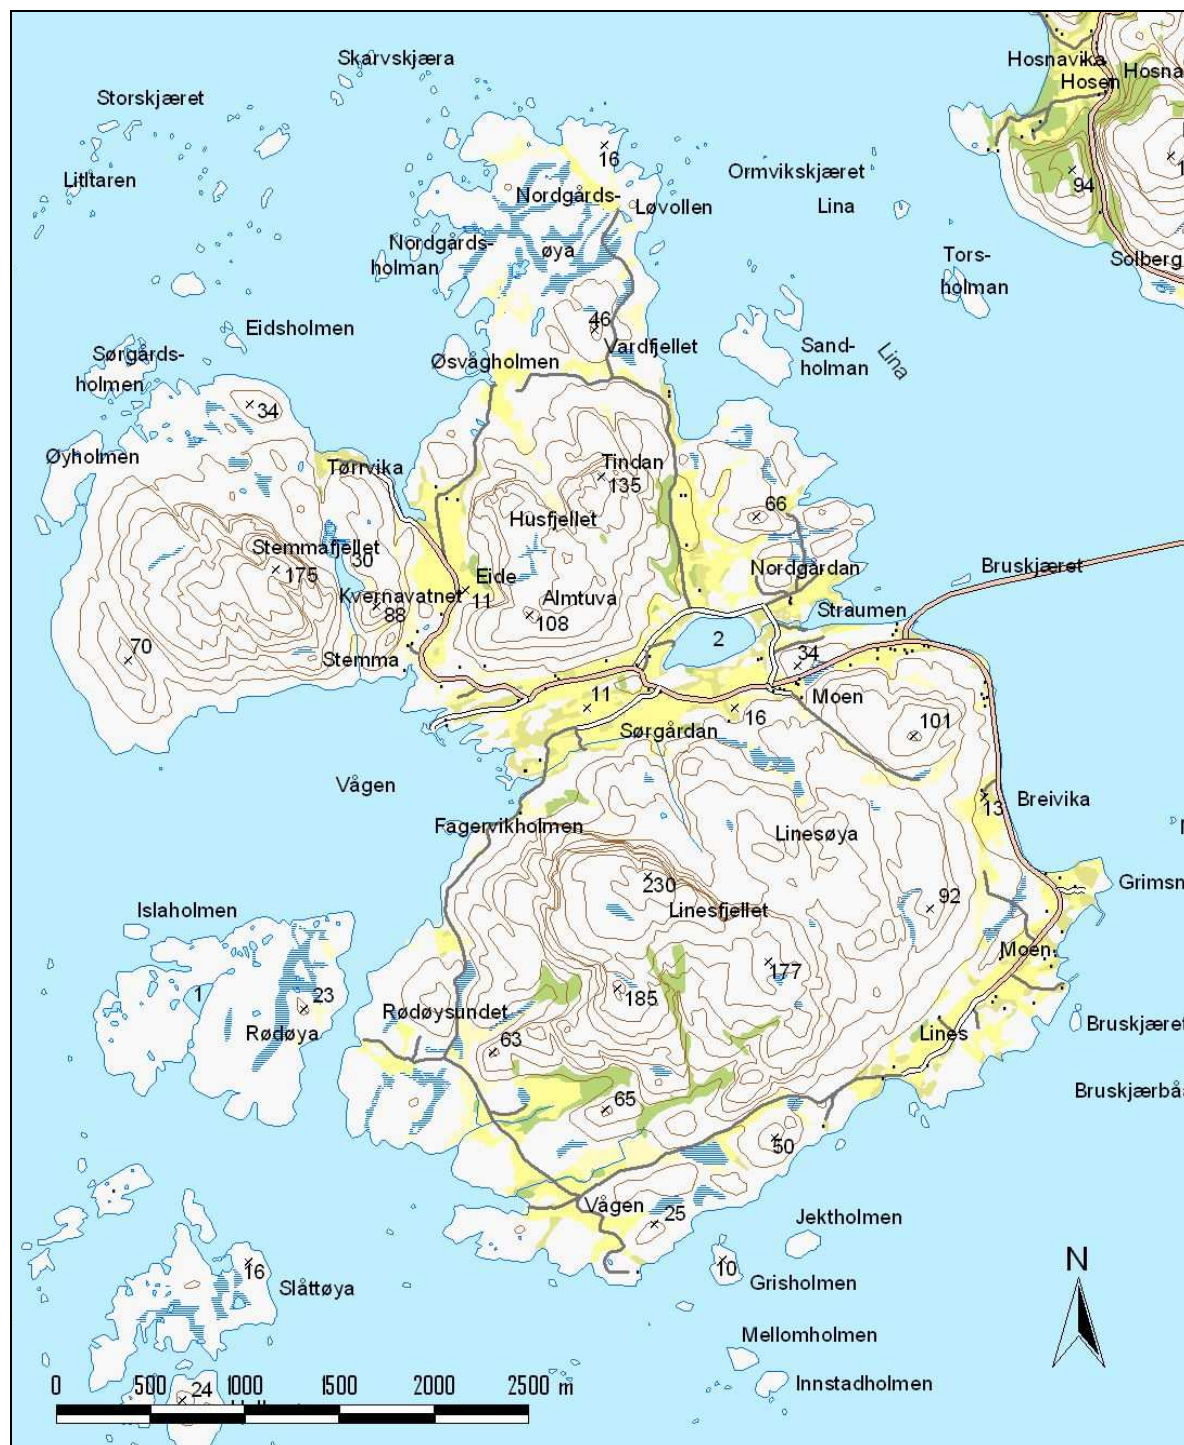 Skarvskjæra
Hosnavika
Hosen
Storskjæret
16
Litltaren
94
Ormvikskjæret
Nordgårds-
Løvollen
Lina
Nordgårds-
holman
øya
Tors-
holman
46
Eidsholmen
Vardfjellet
Sand-
holman
Lina
Sørgårds-
holmen
Øsvågholmen
34
Øyholmen
Tørrvika
Tindan
135
66
Husfjellet
Stemmafjellet
30
175
Nordgårdan
Bruskjæret
Eide
11
Kvernavatnet
88
Almtuva
108
Straumen
2
70
Stemma
34
11
Moen
16
101
Sørgårdan
Vågen
13
Breivika
Fagervikholmen
Linesøya
230
92
Linesfjellet
Islaholmen
Moen
177
1
23
185
Rødøysundet
Rødøya
63
Lines
Bruskjæret
65
50
Vågen
25
Jektholmen
16
Slåttøya
10
Grisholmen
N
Mellomholmen
Innstadholmen
24
0 500 1000 1500 2000 2500 m